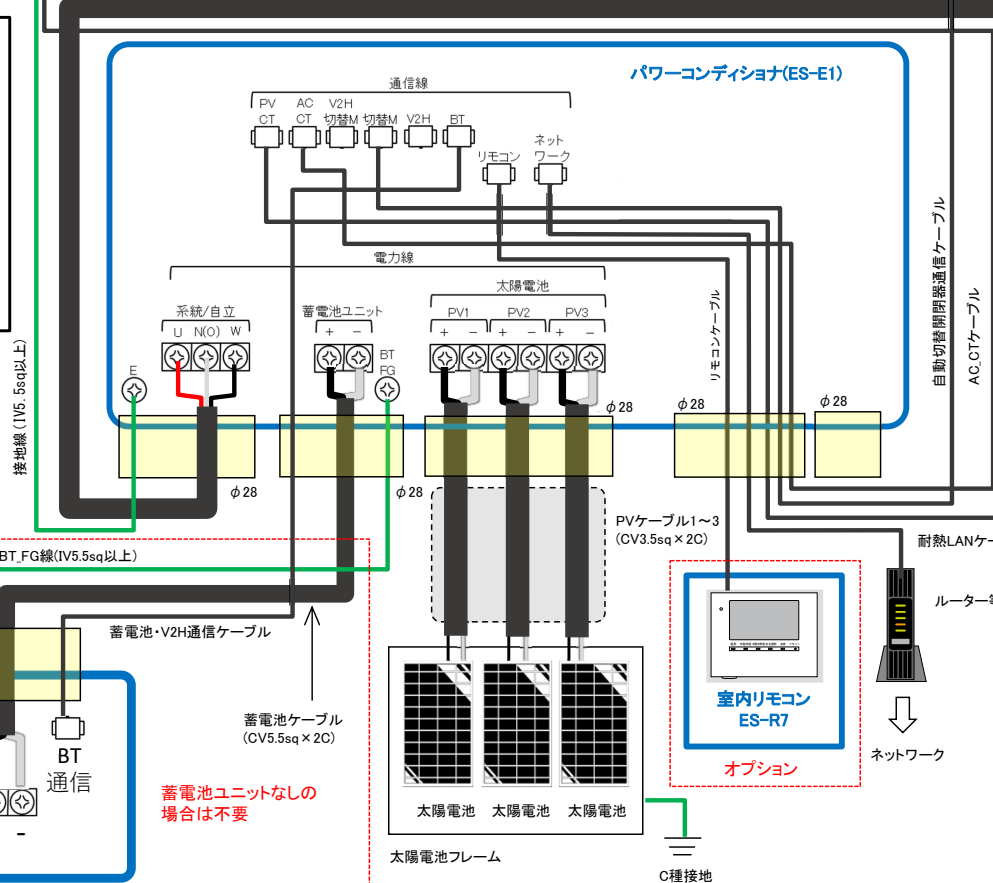 パワーコンディショナ(ES-E1)
通信線
PV
CT
AC
CT
V2H
切替M
切替M
V2H
BT
リモコン
ネット
ワーク
電力線
系統/自立
U N(O) W
蓄電池ユニット
+ −
太陽電池
PV1 PV2 PV3
+ − + − + −
E
BT
FG
接地線(IV5.5sq以上)
リモコンケーブル
自動切替開閉器通信ケーブル
AC_CTケーブル
φ28
φ28
φ28
φ28
φ28
BT_FG線(IV5.5sq以上)
PVケーブル1~3
(CV3.5sq×2C)
耐熱LANケー
ルーター等
蓄電池・V2H通信ケーブル
蓄電池ケーブル
(CV5.5sq×2C)
BT
通信
-
蓄電池ユニットなしの
場合は不要
太陽電池 太陽電池 太陽電池
太陽電池フレーム
C種接地
室内リモコン
ES-R7
オプション
ネットワーク